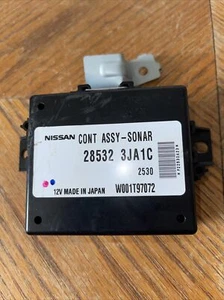 NISSAN CONT ASSY-SONAR
28532 3JA1C
2530
12V MADE IN JAPAN W001T97072